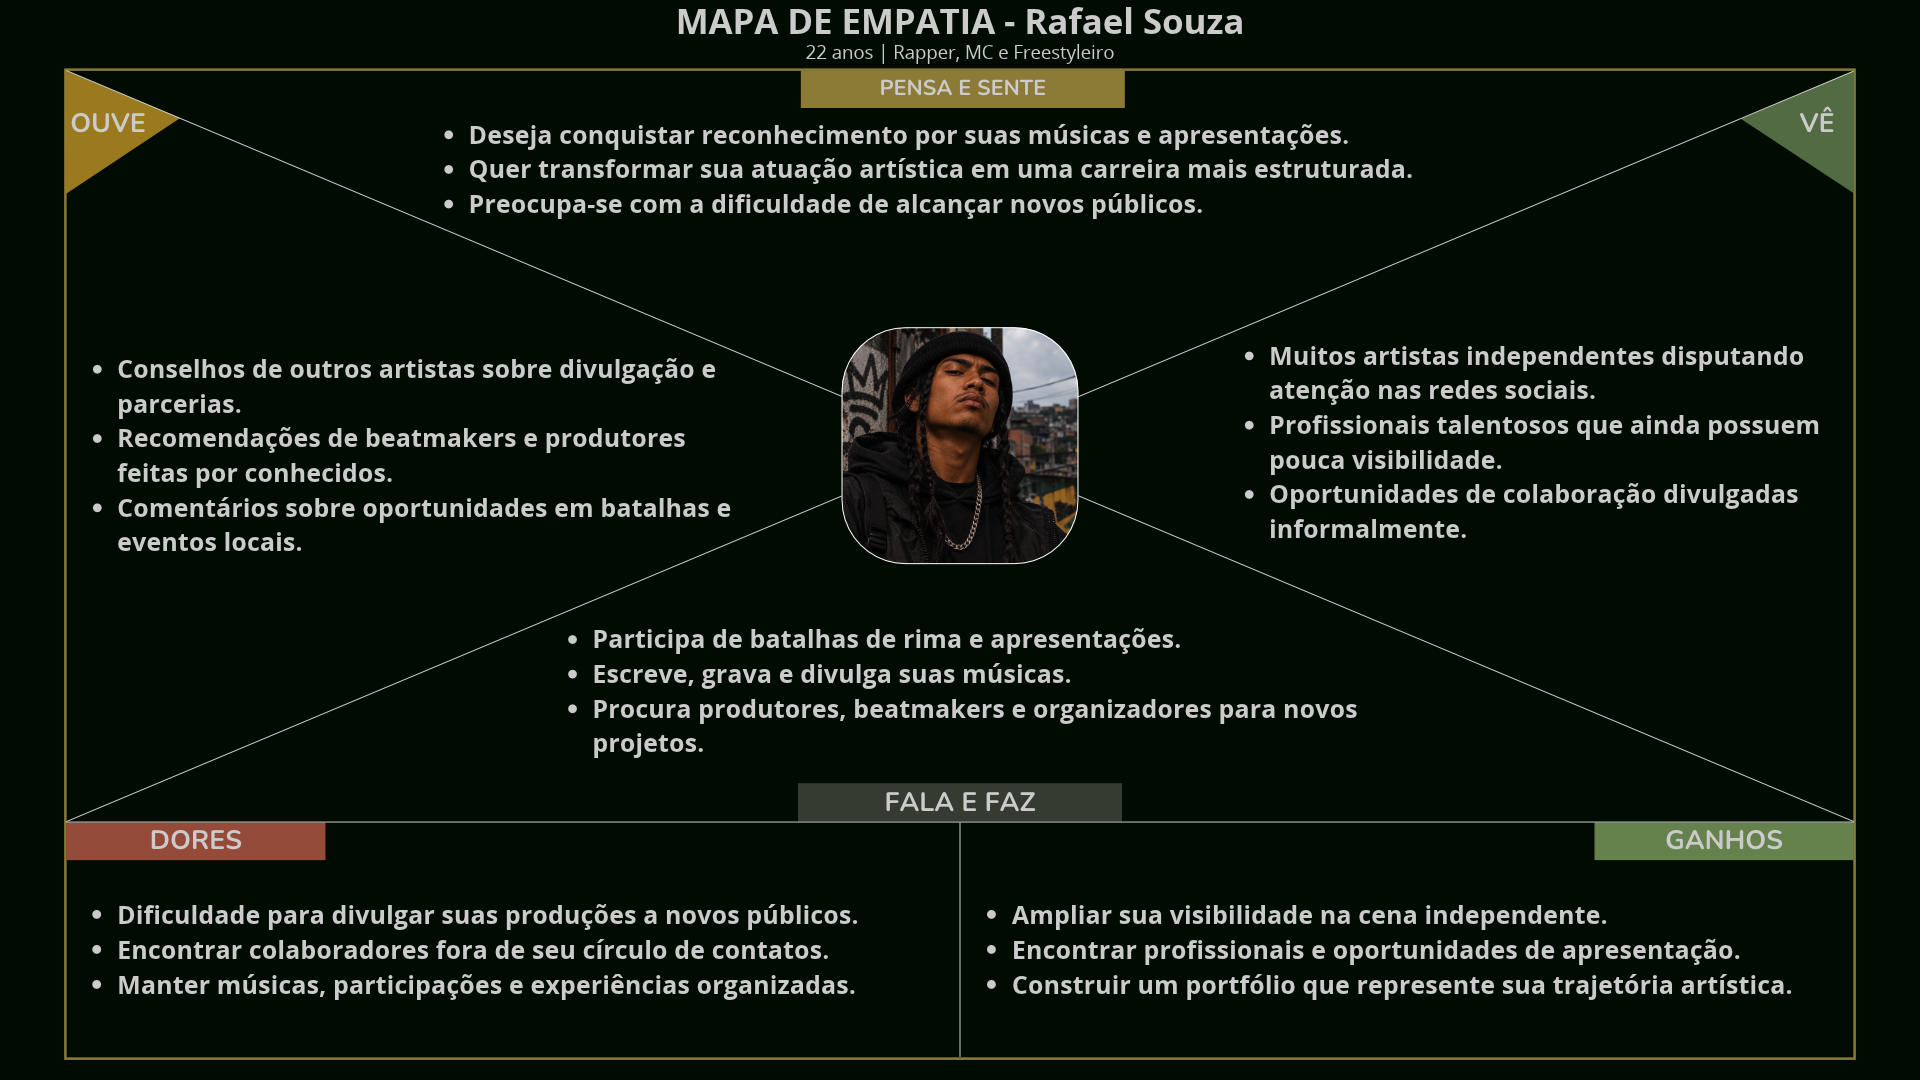 MAPA DE EMPATIA - Rafael Souza
22 anos | Rapper, MC e Freestyleiro
PENSA E SENTE
OUVE
VÊ
• Deseja conquistar reconhecimento por suas músicas e apresentações.
• Quer transformar sua atuação artística em uma carreira mais estruturada.
• Preocupa-se com a dificuldade de alcançar novos públicos.
• Conselhos de outros artistas sobre divulgação e
parcerias.
• Recomendações de beatmakers e produtores
feitas por conhecidos.
• Comentários sobre oportunidades em batalhas e
eventos locais.
• Muitos artistas independentes disputando
atenção nas redes sociais.
• Profissionais talentosos que ainda possuem
pouca visibilidade.
• Oportunidades de colaboração divulgadas
informalmente.
• Participa de batalhas de rima e apresentações.
• Escreve, grava e divulga suas músicas.
• Procura produtores, beatmakers e organizadores para novos
projetos.
FALA E FAZ
DORES
• Dificuldade para divulgar suas produções a novos públicos.
• Encontrar colaboradores fora de seu círculo de contatos.
• Manter músicas, participações e experiências organizadas.
GANHOS
• Ampliar sua visibilidade na cena independente.
• Encontrar profissionais e oportunidades de apresentação.
• Construir um portfólio que represente sua trajetória artística.